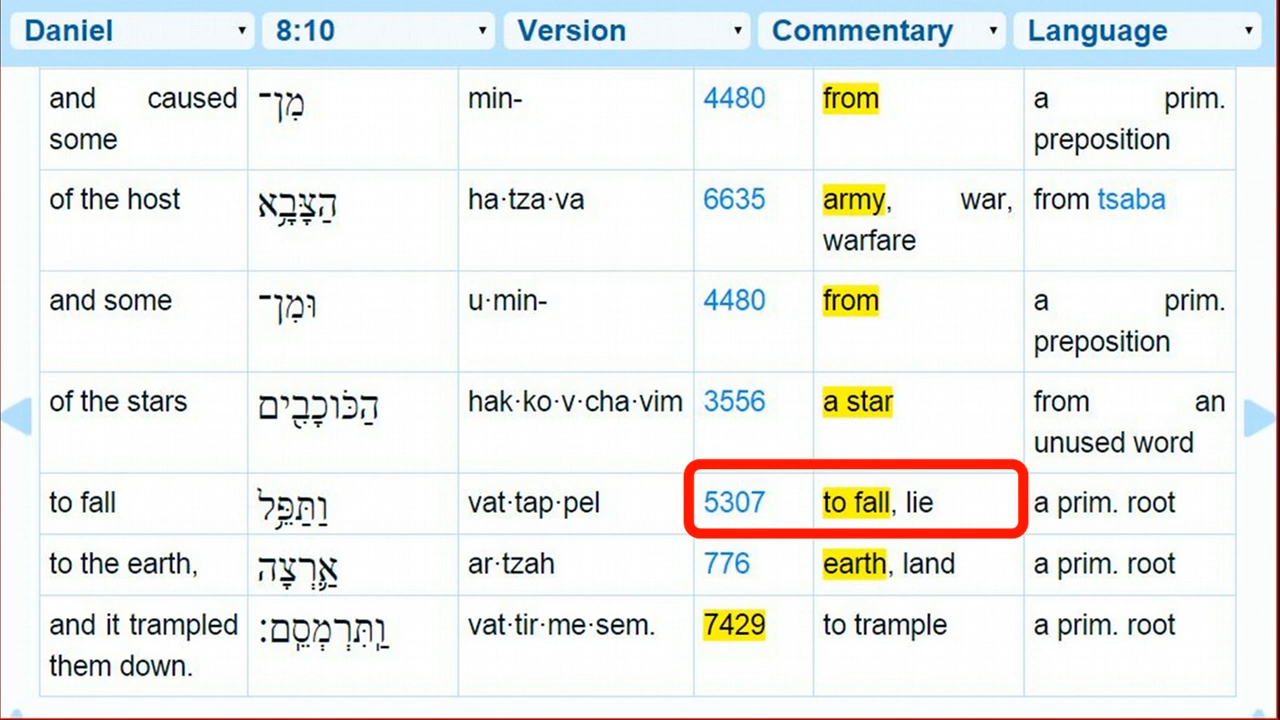 Daniel 8:10 Version Commentary Language
and caused some מִן־ min- 4480 from a prim. preposition
of the host הַצָּבָ֥א ha·tza·va 6635 army, war, warfare from tsaba
and some וּמִן־ u·min- 4480 from a prim. preposition
of the stars הַכֹּוכָבִ֖ים hak·ko·v·cha·vim 3556 a star from an unused word
to fall וַתַּפֵּ֥ל vat·tap·pel 5307 to fall, lie a prim. root
to the earth, אַ֛רְצָה ar·tzah 776 earth, land a prim. root
and it trampled them down. וַֽתִּרְמְסֵֽם׃ vat·tir·me·sem. 7429 to trample a prim. root